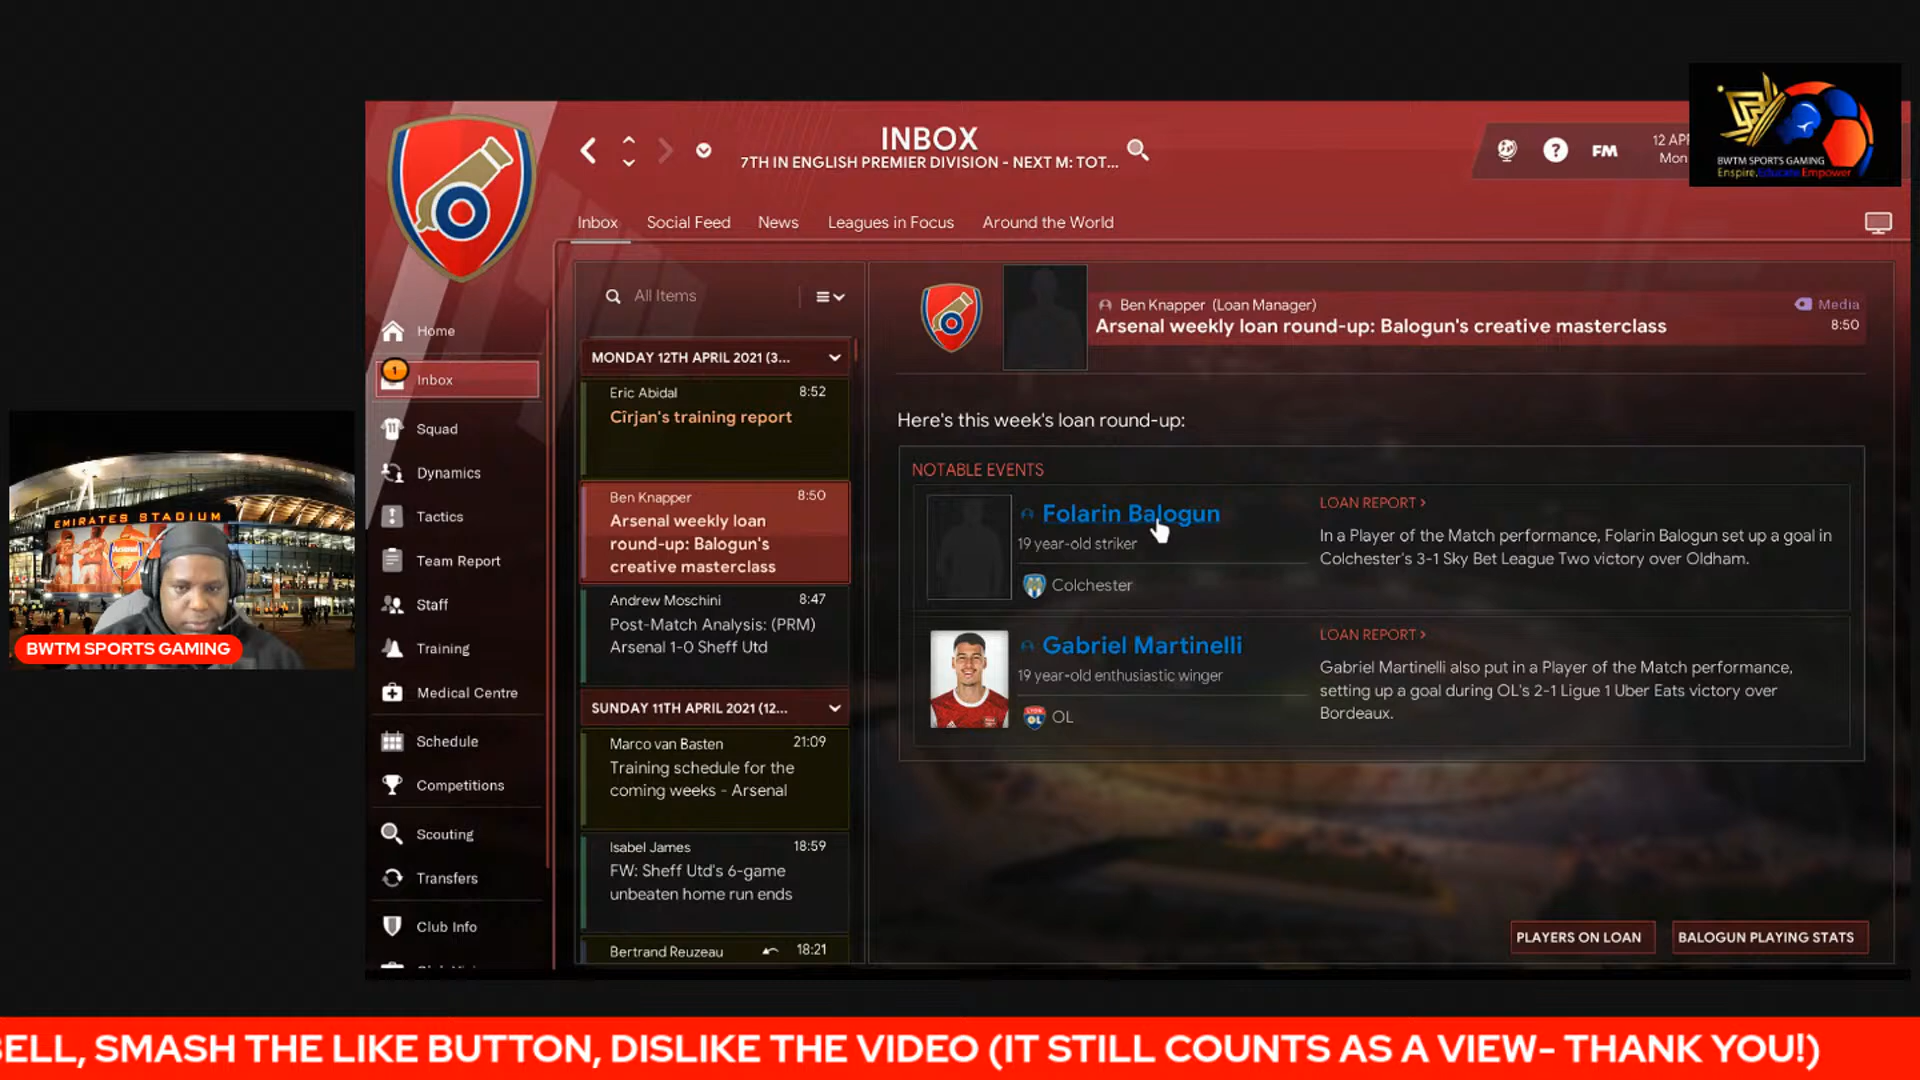 INBOX
7TH IN ENGLISH PREMIER DIVISION - NEXT M: TOT...
FM
12 APR
Mon
BWTM SPORTS GAMING
Enspire.Educate.Empower
Inbox
Social Feed
News
Leagues in Focus
Around the World
Home
1
Inbox
Squad
Dynamics
Tactics
Team Report
Staff
Training
Medical Centre
Schedule
Competitions
Scouting
Transfers
Club Info
All Items
MONDAY 12TH APRIL 2021 (3...
Eric Abidal 8:52
Cîrjan's training report
Ben Knapper 8:50
Arsenal weekly loan
round-up: Balogun's
creative masterclass
Andrew Moschini 8:47
Post-Match Analysis: (PRM)
Arsenal 1-0 Sheff Utd
SUNDAY 11TH APRIL 2021 (12...
Marco van Basten 21:09
Training schedule for the
coming weeks - Arsenal
Isabel James 18:59
FW: Sheff Utd's 6-game
unbeaten home run ends
Bertrand Reuzeau 18:21
Ben Knapper (Loan Manager)
Arsenal weekly loan round-up: Balogun's creative masterclass
Media
8:50
Here's this week's loan round-up:
NOTABLE EVENTS
Folarin Balogun
19 year-old striker
Colchester
LOAN REPORT >
In a Player of the Match performance, Folarin Balogun set up a goal in
Colchester's 3-1 Sky Bet League Two victory over Oldham.
Gabriel Martinelli
19 year-old enthusiastic winger
OL
LOAN REPORT >
Gabriel Martinelli also put in a Player of the Match performance,
setting up a goal during OL's 2-1 Ligue 1 Uber Eats victory over
Bordeaux.
PLAYERS ON LOAN
BALOGUN PLAYING STATS
EMIRATES STADIUM
Arsenal
BWTM SPORTS GAMING
BELL, SMASH THE LIKE BUTTON, DISLIKE THE VIDEO (IT STILL COUNTS AS A VIEW- THANK YOU!)